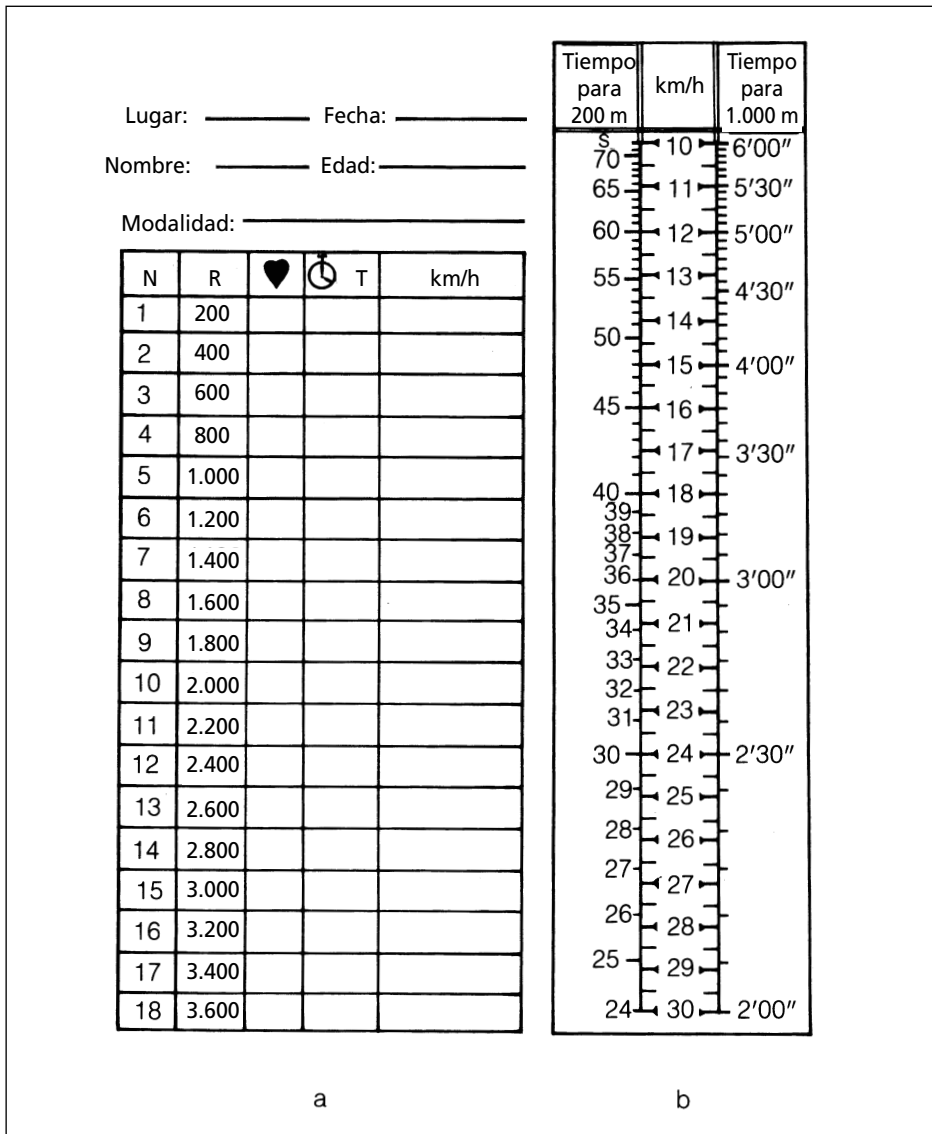 Lugar: Fecha:
Nombre: Edad:
Modalidad:
N R T km/h
1 200
2 400
3 600
4 800
5 1.000
6 1.200
7 1.400
8 1.600
9 1.800
10 2.000
11 2.200
12 2.400
13 2.600
14 2.800
15 3.000
16 3.200
17 3.400
18 3.600
a
Tiempo para 200 m km/h Tiempo para 1.000 m
S.
70 10 6'00"
65 11 5'30"
60 12 5'00"
55 13 4'30"
50 14
15 4'00"
45 16
17 3'30"
40 18
39
38 19
37
36 20 3'00"
35
34 21
33 22
32
31 23
30 24 2'30"
29 25
28 26
27 27
26 28
25 29
24 30 2'00"
b